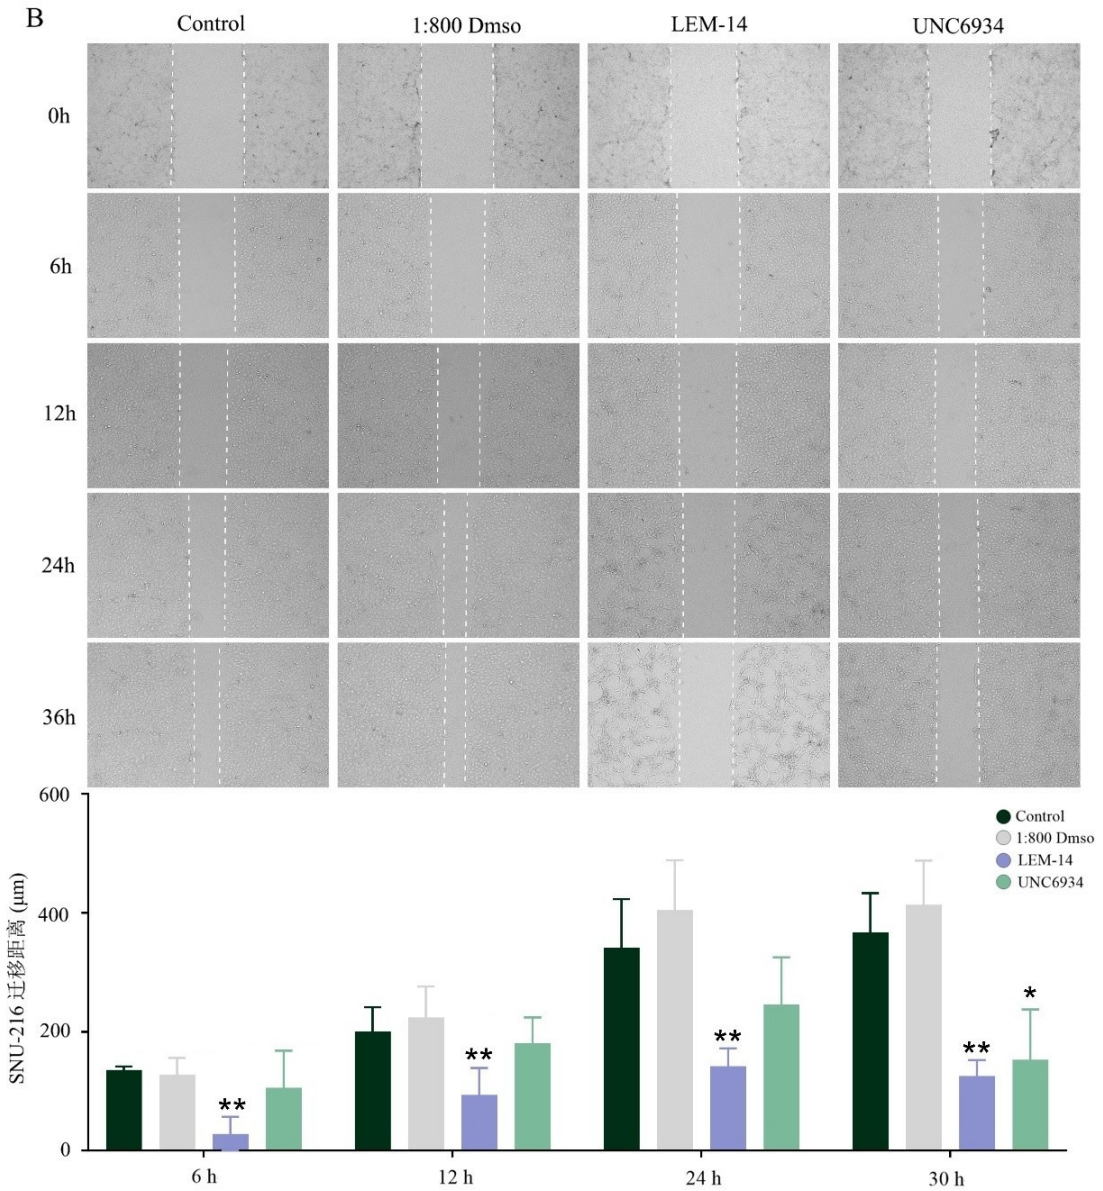 B
Control 1:800 Dmso LEM-14 UNC6934
0h
6h
12h
24h
36h
SNU-216 迁移距离 (μm)
600
400
200
0
Control
1:800 Dmso
LEM-14
UNC6934
**
**
**
**
*
6 h 12 h 24 h 30 h